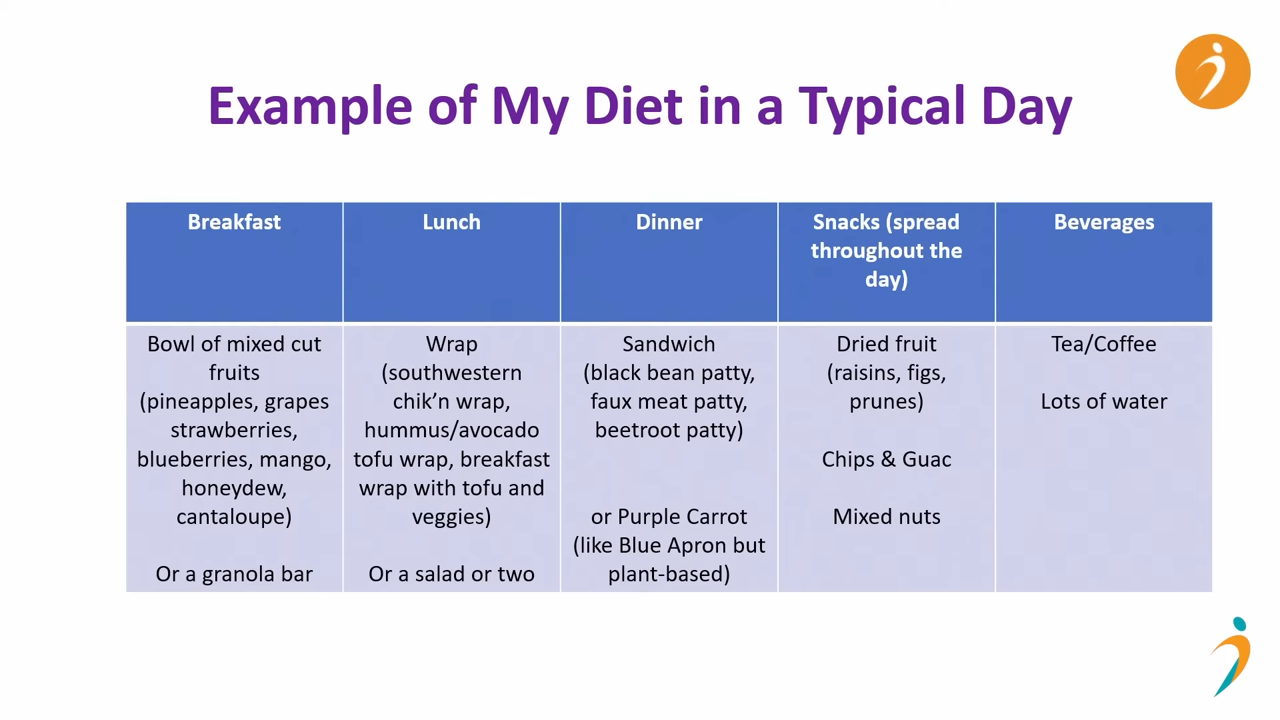 Example of My Diet in a Typical Day
Breakfast
Lunch
Dinner
Snacks (spread
throughout the
day)
Beverages
Bowl of mixed cut
fruits
(pineapples, grapes
strawberries,
blueberries, mango,
honeydew,
cantaloupe)
Or a granola bar
Wrap
(southwestern
chik’n wrap,
hummus/avocado
tofu wrap, breakfast
wrap with tofu and
veggies)
Or a salad or two
Sandwich
(black bean patty,
faux meat patty,
beetroot patty)
or Purple Carrot
(like Blue Apron but
plant-based)
Dried fruit
(raisins, figs,
prunes)
Chips & Guac
Mixed nuts
Tea/Coffee
Lots of water